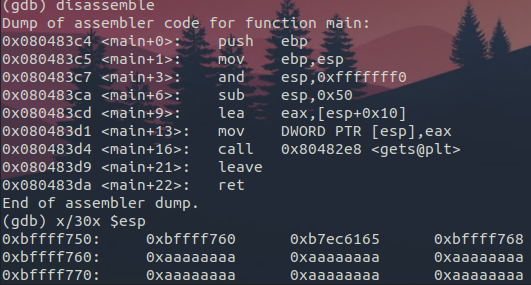 (gdb) disassemble
Dump of assembler code for function main:
0x080483c4 <main+0>:    push   ebp
0x080483c5 <main+1>:    mov    ebp,esp
0x080483c7 <main+3>:    and    esp,0xfffffff0
0x080483ca <main+6>:    sub    esp,0x50
0x080483cd <main+9>:    lea    eax,[esp+0x10]
0x080483d1 <main+13>:   mov    DWORD PTR [esp],eax
0x080483d4 <main+16>:   call   0x80482e8 <gets@plt>
0x080483d9 <main+21>:   leave
0x080483da <main+22>:   ret
End of assembler dump.
(gdb) x/30x $esp
0xbffff750:     0xbffff760      0xb7ec6165      0xbffff768
0xbffff760:     0xaaaaaaaa      0xaaaaaaaa      0xaaaaaaaa
0xbffff770:     0xaaaaaaaa      0xaaaaaaaa      0xaaaaaaaa